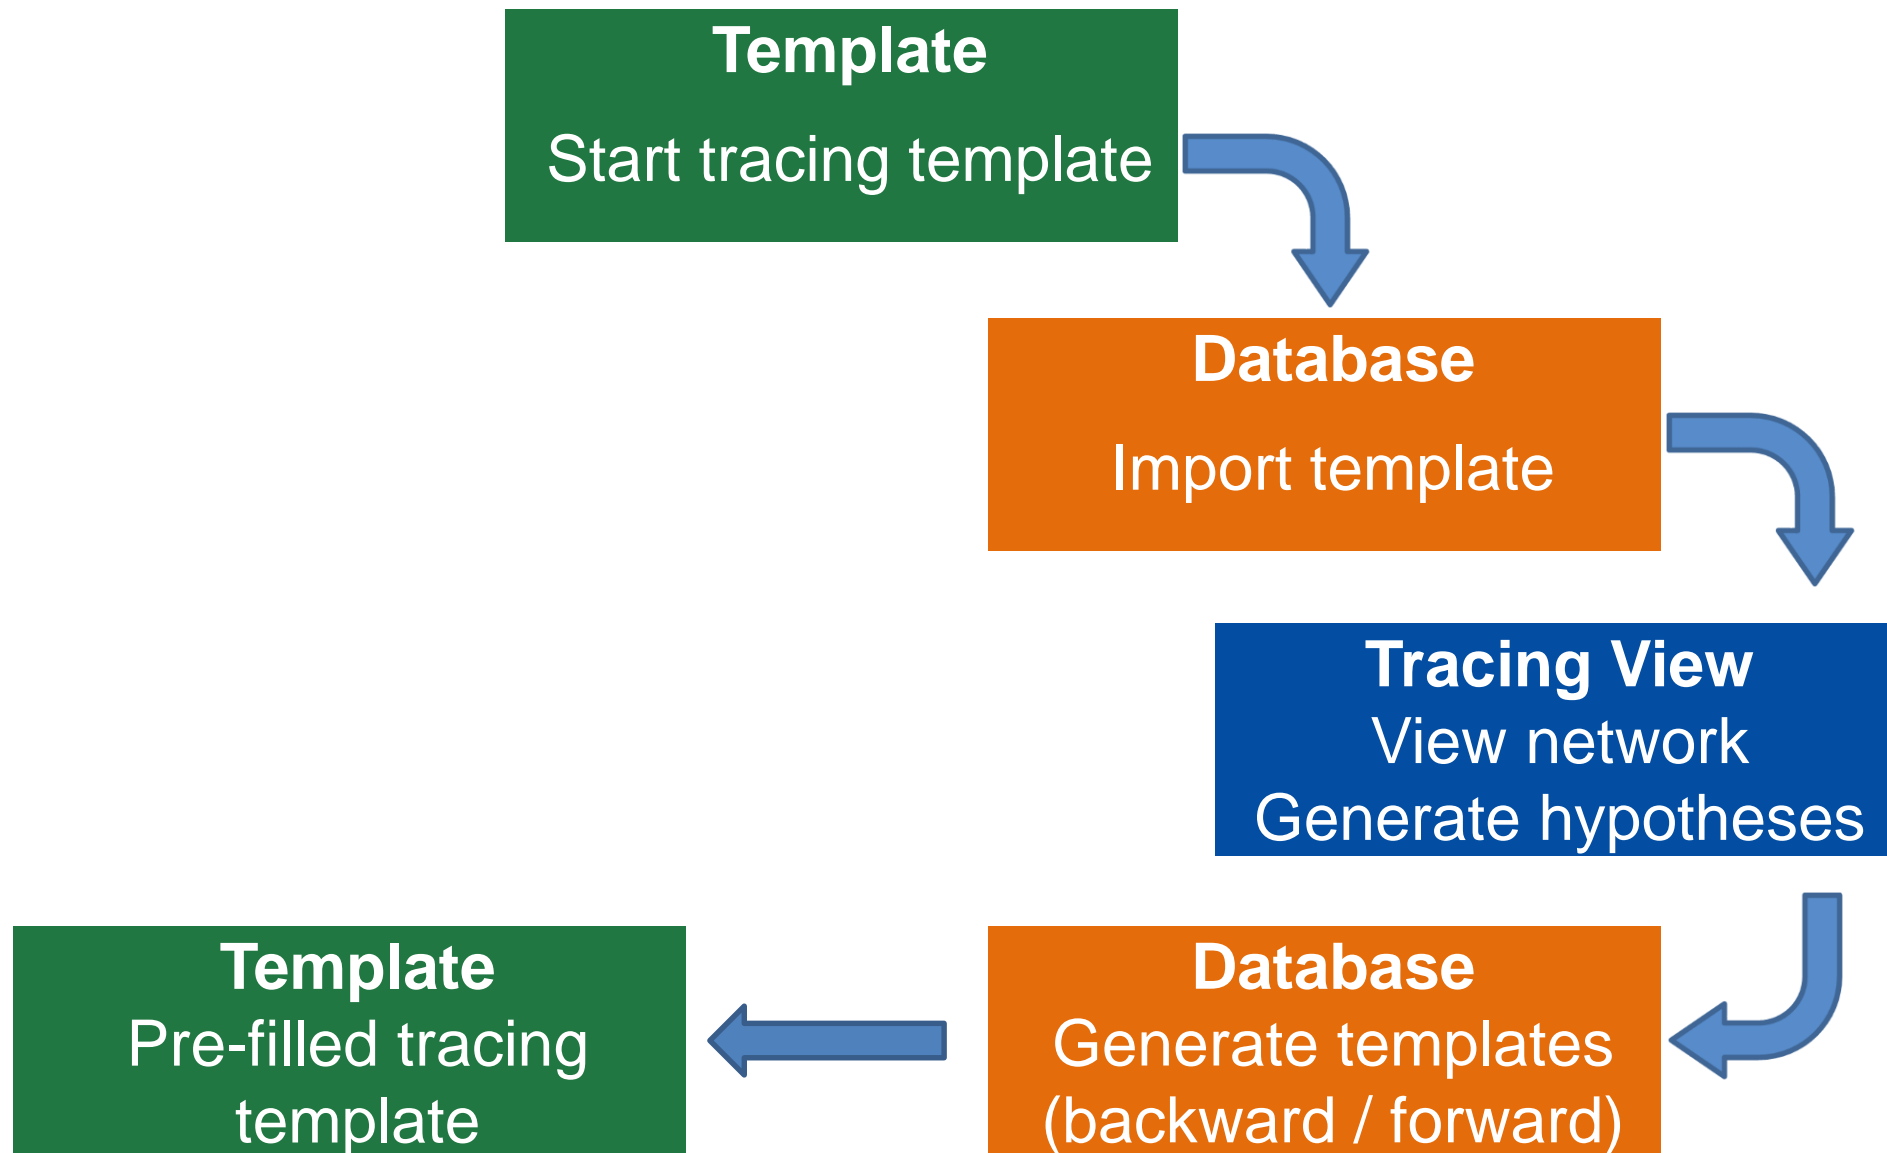 Template
Start tracing template
Database
Import template
Tracing View
View network
Generate hypotheses
Template
Pre-filled tracing
template
Database
Generate templates
(backward / forward)